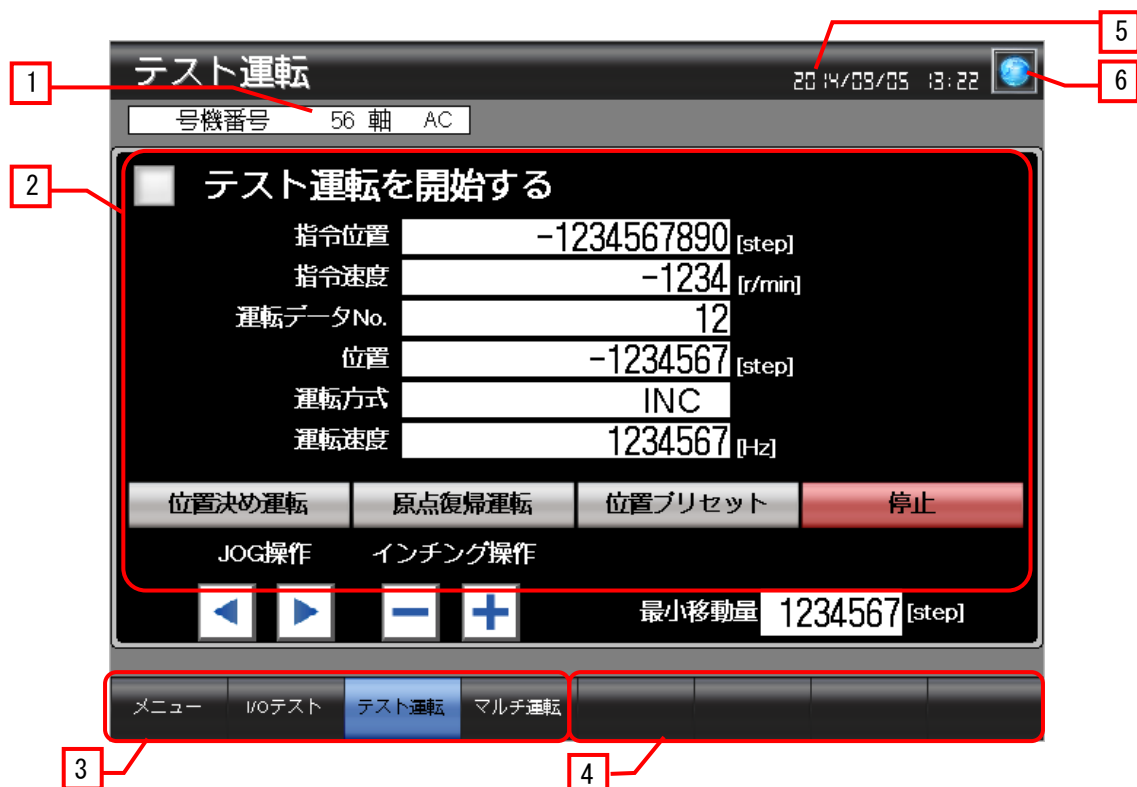 5
テスト運転 2014/09/05 13:22
1
6
号機番号 56 軸 AC
2
テスト運転を開始する
指令位置 -1234567890 [step]
指令速度 -1234 [r/min]
運転データNo. 12
位置 -1234567 [step]
運転方式 INC
運転速度 1234567 [Hz]
位置決め運転 原点復帰運転 位置プリセット 停止
JOG操作 インチング操作
最小移動量 1234567 [step]
メニュー I/Oテスト テスト運転 マルチ運転
3
4